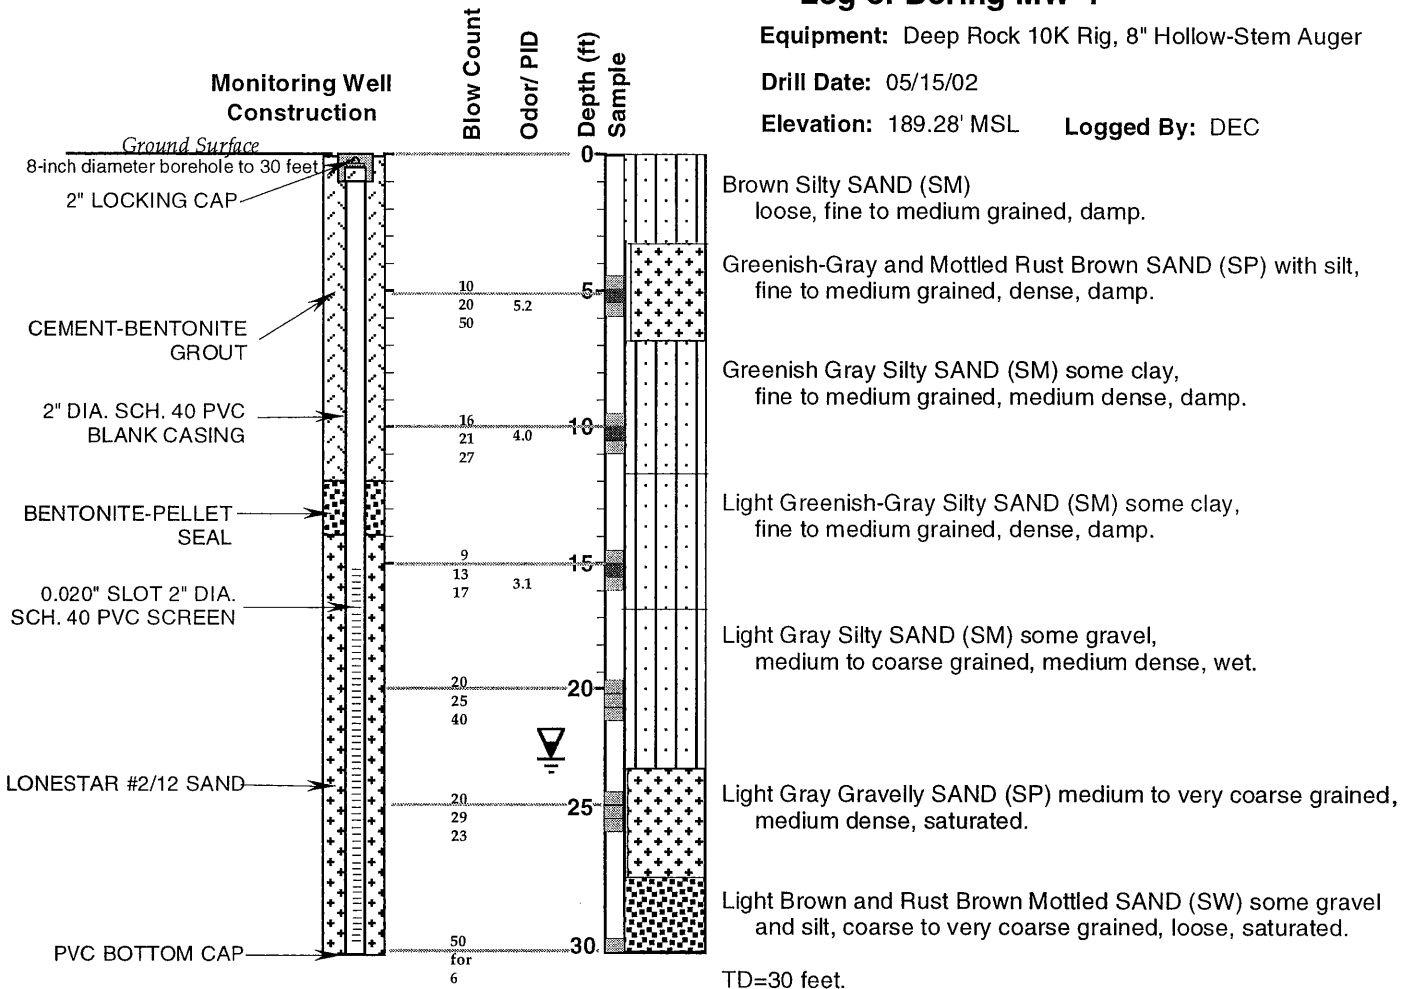 Log of Boring MW-1
Equipment: Deep Rock 10K Rig, 8" Hollow-Stem Auger
Drill Date: 05/15/02
Elevation: 189.28' MSL Logged By: DEC
Monitoring Well
Construction
Blow Count
Odor/ PID
Depth (ft)
Sample
Ground Surface
8-inch diameter borehole to 30 feet
2" LOCKING CAP
CEMENT-BENTONITE
GROUT
2" DIA. SCH. 40 PVC
BLANK CASING
BENTONITE-PELLET
SEAL
0.020" SLOT 2" DIA.
SCH. 40 PVC SCREEN
LONESTAR #2/12 SAND
PVC BOTTOM CAP
0
10
5
20 5.2
50
16
10
21 4.0
27
9
15
13
17 3.1
20
20
25
40
20
25
29
23
50
30
for
6
Brown Silty SAND (SM)
loose, fine to medium grained, damp.
Greenish-Gray and Mottled Rust Brown SAND (SP) with silt,
fine to medium grained, dense, damp.
Greenish Gray Silty SAND (SM) some clay,
fine to medium grained, medium dense, damp.
Light Greenish-Gray Silty SAND (SM) some clay,
fine to medium grained, dense, damp.
Light Gray Silty SAND (SM) some gravel,
medium to coarse grained, medium dense, wet.
Light Gray Gravelly SAND (SP) medium to very coarse grained,
medium dense, saturated.
Light Brown and Rust Brown Mottled SAND (SW) some gravel
and silt, coarse to very coarse grained, loose, saturated.
TD=30 feet.